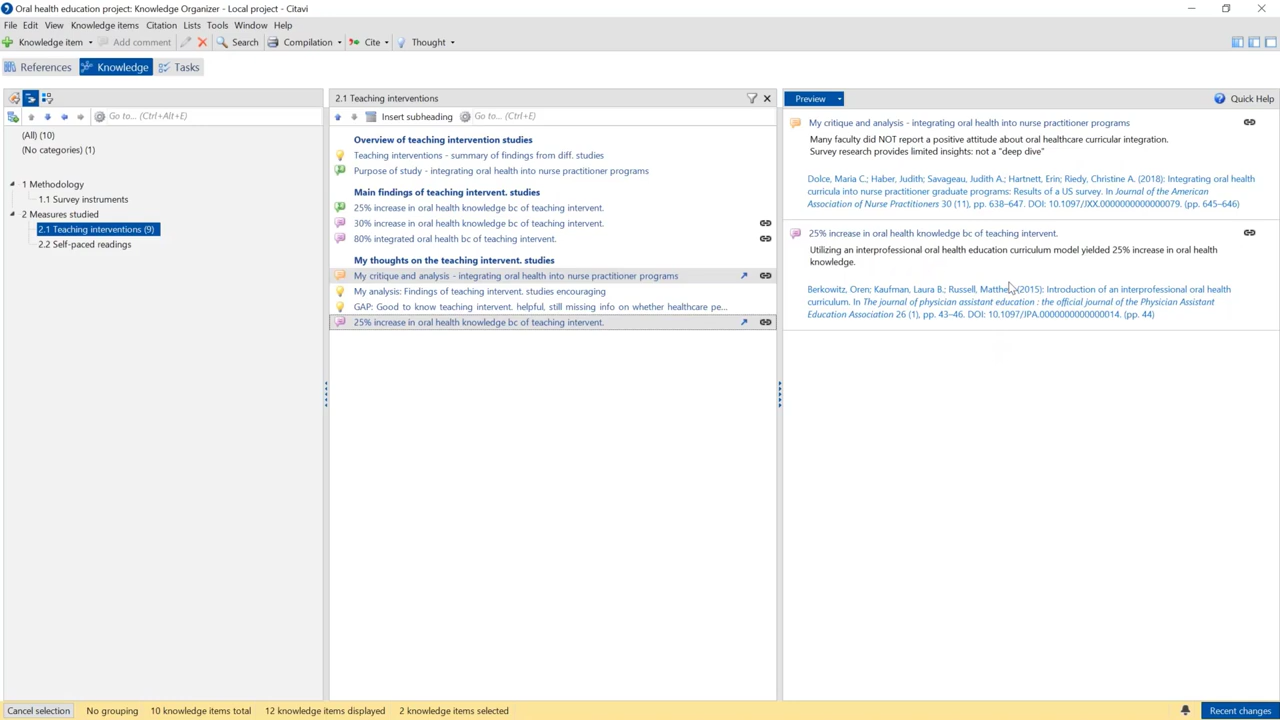 Oral health education project: Knowledge Organizer - Local project - Citavi
File Edit View Knowledge items Citation Lists Tools Window Help
Knowledge item Add comment Search Compilation Cite Thought
References Knowledge Tasks
Go to... (Ctrl+Alt+E)
(All) (10)
(No categories) (1)
1 Methodology
1.1 Survey instruments
2 Measures studied
2.1 Teaching interventions (9)
2.2 Self-paced readings
2.1 Teaching interventions
Insert subheading Go to... (Ctrl+E)
Overview of teaching intervention studies
Teaching interventions - summary of findings from diff. studies
Purpose of study - integrating oral health into nurse practitioner programs
Main findings of teaching intervent. studies
25% increase in oral health knowledge bc of teaching intervent.
30% increase in oral health knowledge bc of teaching intervent.
80% integrated oral health bc of teaching intervent.
My thoughts on the teaching intervent. studies
My critique and analysis - integrating oral health into nurse practitioner programs
My analysis: Findings of teaching intervent. studies encouraging
GAP: Good to know teaching intervent. helpful, still missing info on whether healthcare pe...
25% increase in oral health knowledge bc of teaching intervent.
Preview Quick Help
My critique and analysis - integrating oral health into nurse practitioner programs
Many faculty did NOT report a positive attitude about oral healthcare curricular integration.
Survey research provides limited insights: not a "deep dive"
Dolce, Maria C.; Haber, Judith; Savageau, Judith A.; Hartnett, Erin; Riedy, Christine A. (2018): Integrating oral health
curricula into nurse practitioner graduate programs: Results of a US survey. In Journal of the American
Association of Nurse Practitioners 30 (11), pp. 638–647. DOI: 10.1097/JXX.0000000000000079. (pp. 645–646)
25% increase in oral health knowledge bc of teaching intervent.
Utilizing an interprofessional oral health education curriculum model yielded 25% increase in oral health
knowledge.
Berkowitz, Oren; Kaufman, Laura B.; Russell, Matthew (2015): Introduction of an interprofessional oral health
curriculum. In The journal of physician assistant education : the official journal of the Physician Assistant
Education Association 26 (1), pp. 43–46. DOI: 10.1097/JPA.0000000000000014. (pp. 44)
Cancel selection No grouping 10 knowledge items total 12 knowledge items displayed 2 knowledge items selected Recent changes